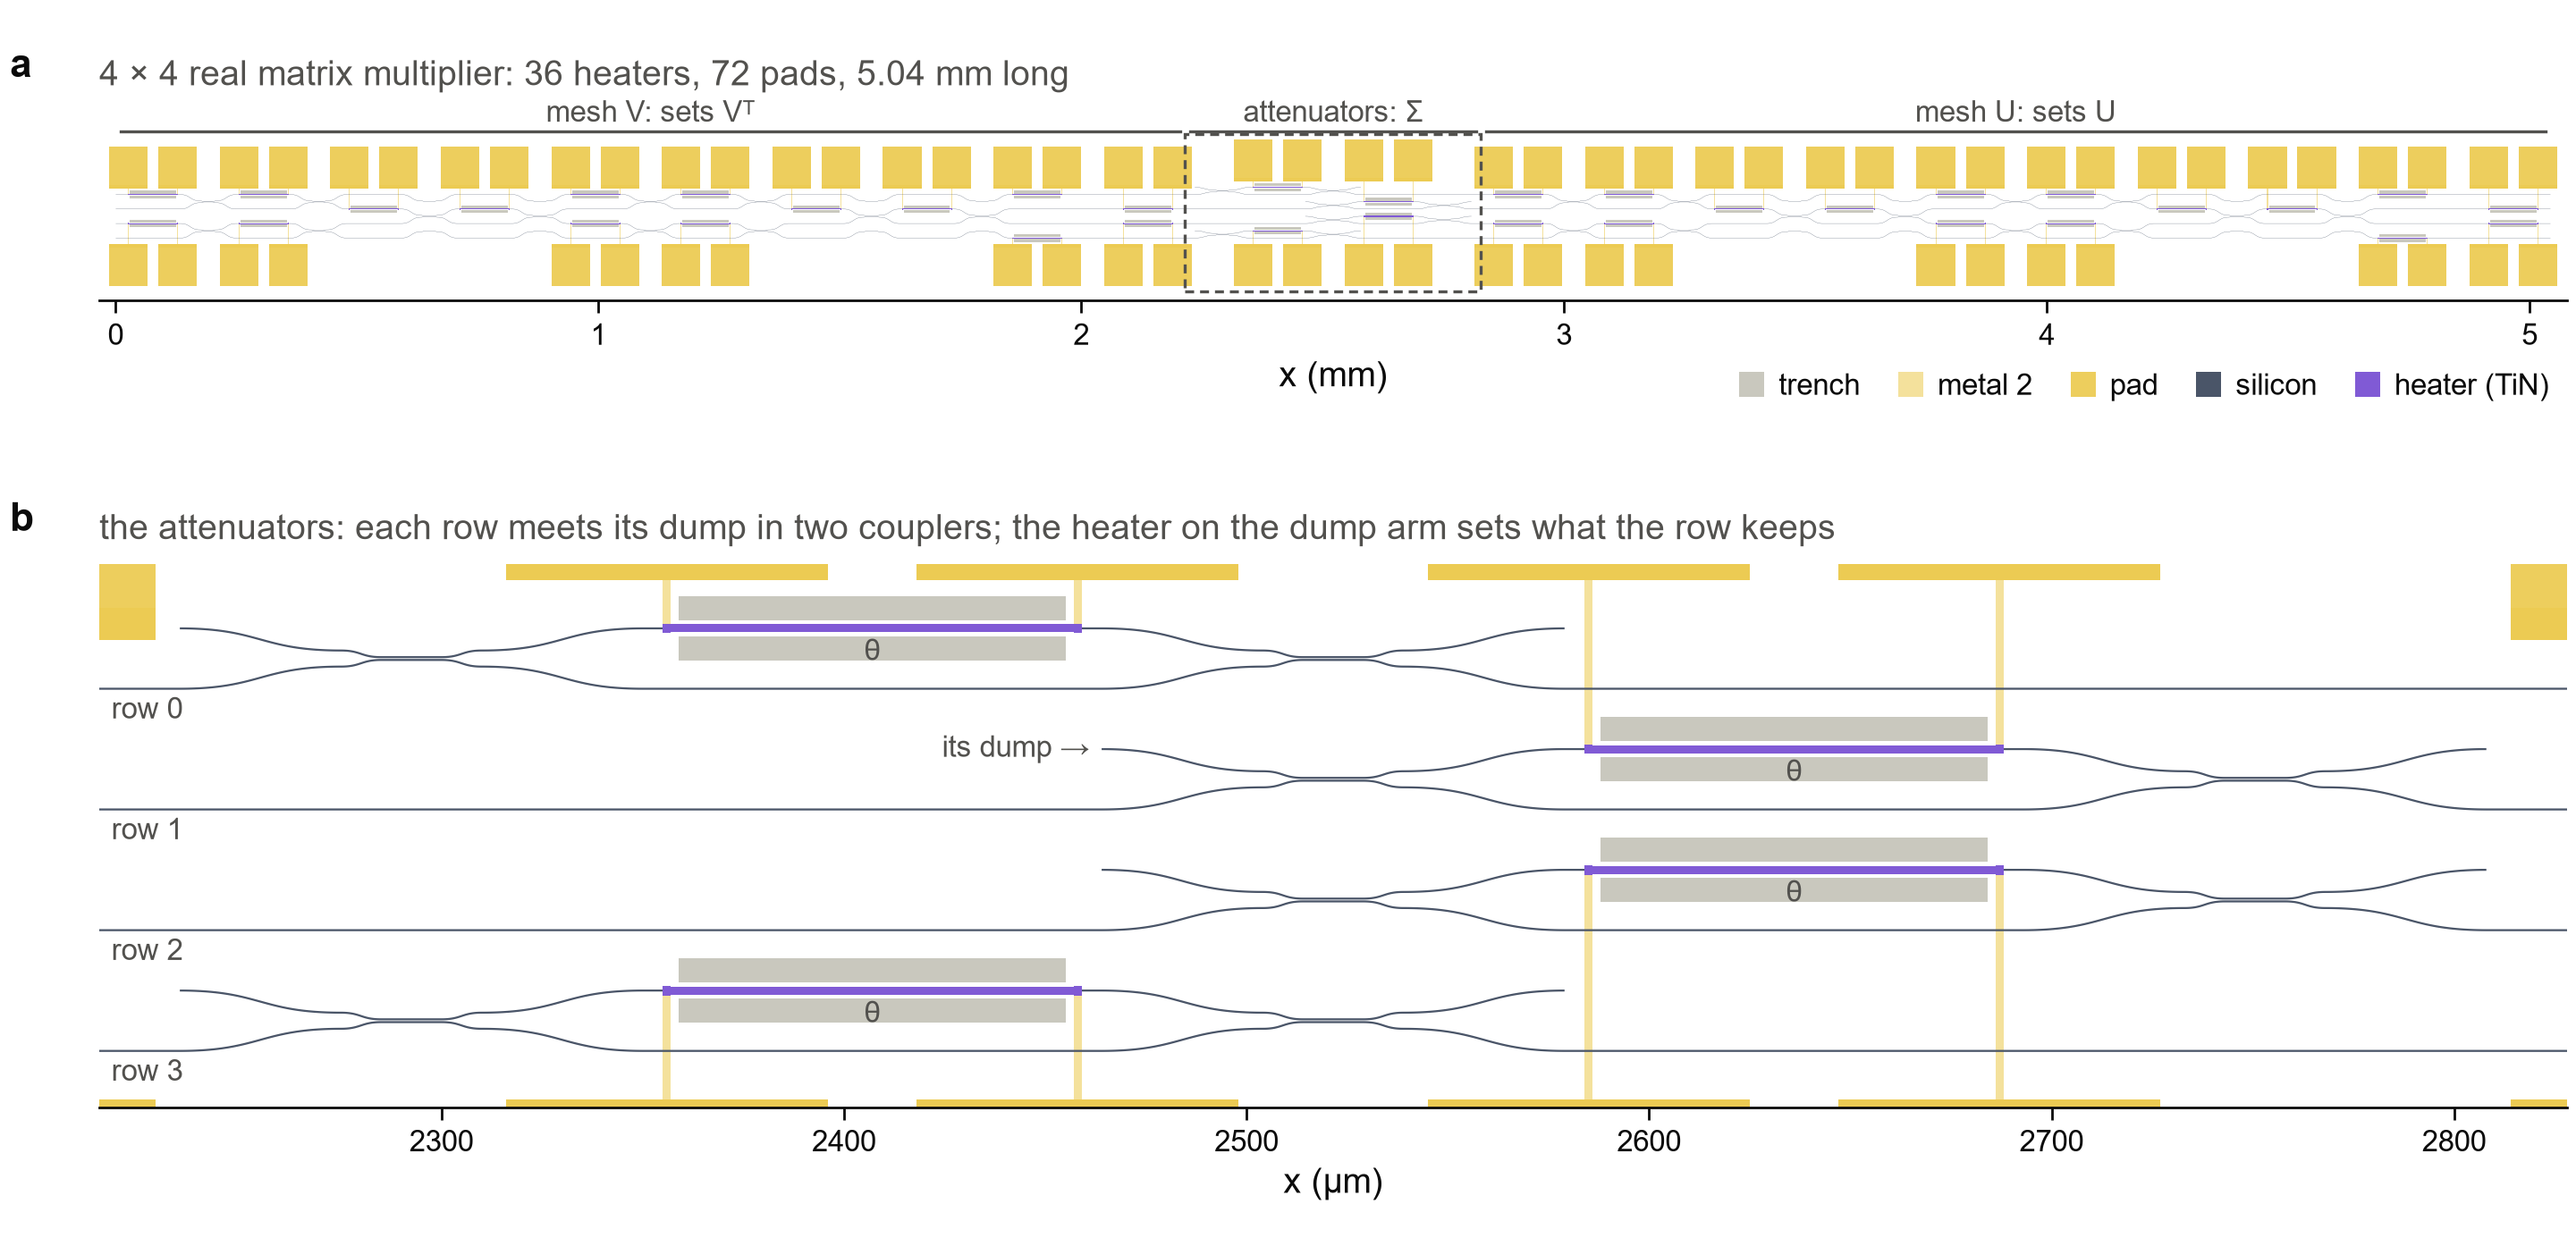 a
4 × 4 real matrix multiplier: 36 heaters, 72 pads, 5.04 mm long
mesh V: sets Vᵀ
attenuators: Σ
mesh U: sets U
0 1 2 3 4 5
x (mm)
trench metal 2 pad silicon heater (TiN)
b
the attenuators: each row meets its dump in two couplers; the heater on the dump arm sets what the row keeps
θ
row 0
its dump →
θ
row 1
θ
row 2
θ
row 3
2300 2400 2500 2600 2700 2800
x (µm)